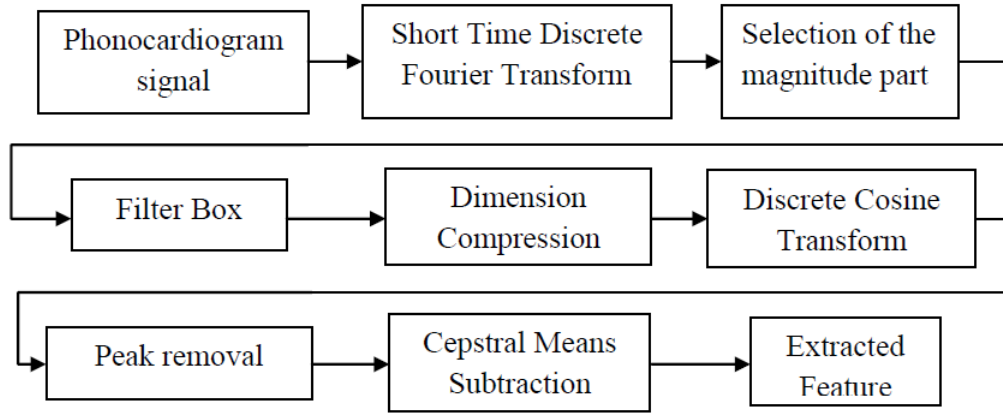 Phonocardiogram
signal
Short Time Discrete
Fourier Transform
Selection of the
magnitude part
Filter Box
Dimension
Compression
Discrete Cosine
Transform
Peak removal
Cepstral Means
Subtraction
Extracted
Feature